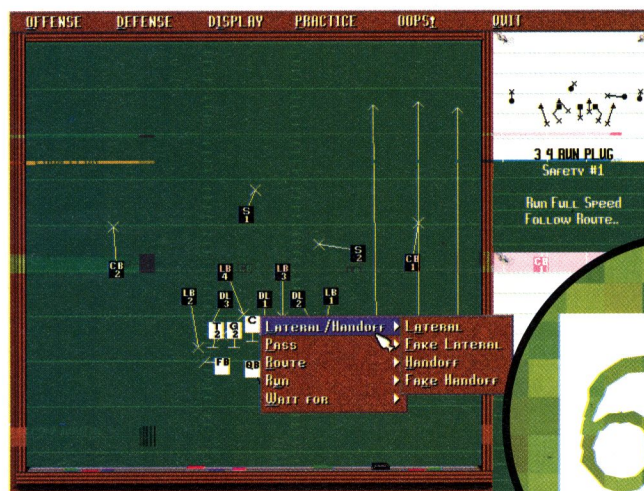 OFFENSE DEFENSE DISPLAY PRACTICE OOPS! QUIT
3 4 RUN PLUG
SAFETY #1
RUN FULL SPEED
FOLLOW ROUTE..
S 1
S 2
CB 2
CB 1
CB 1
LB 4
LB 3
LB 2
DL 3
DL 1
DL 2
LB 1
T 2
G 2
C
FB
QB
LATERAL/HANDOFF
PASS
ROUTE
RUN
WAIT FOR
LATERAL
FAKE LATERAL
HANDOFF
FAKE HANDOFF
6